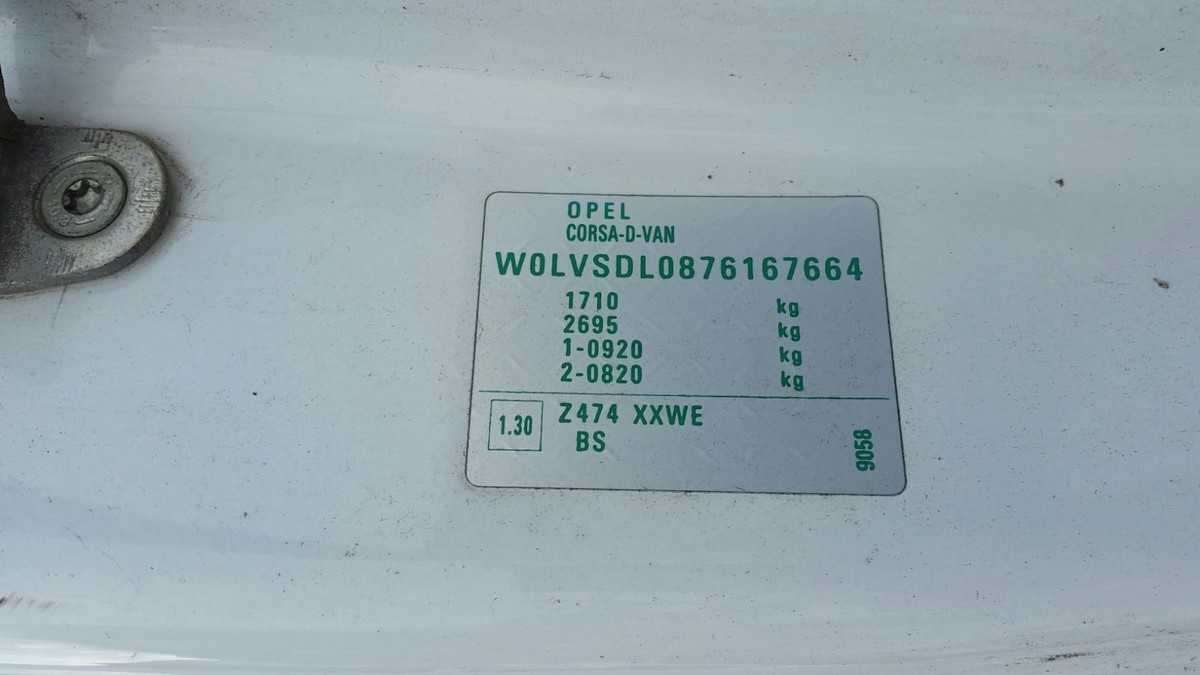 OPEL
CORSA-D-VAN
W0LVSDL0876167664
1710 kg
2695 kg
1-0920 kg
2-0820 kg
1.30 Z474 XXWE
BS
9058